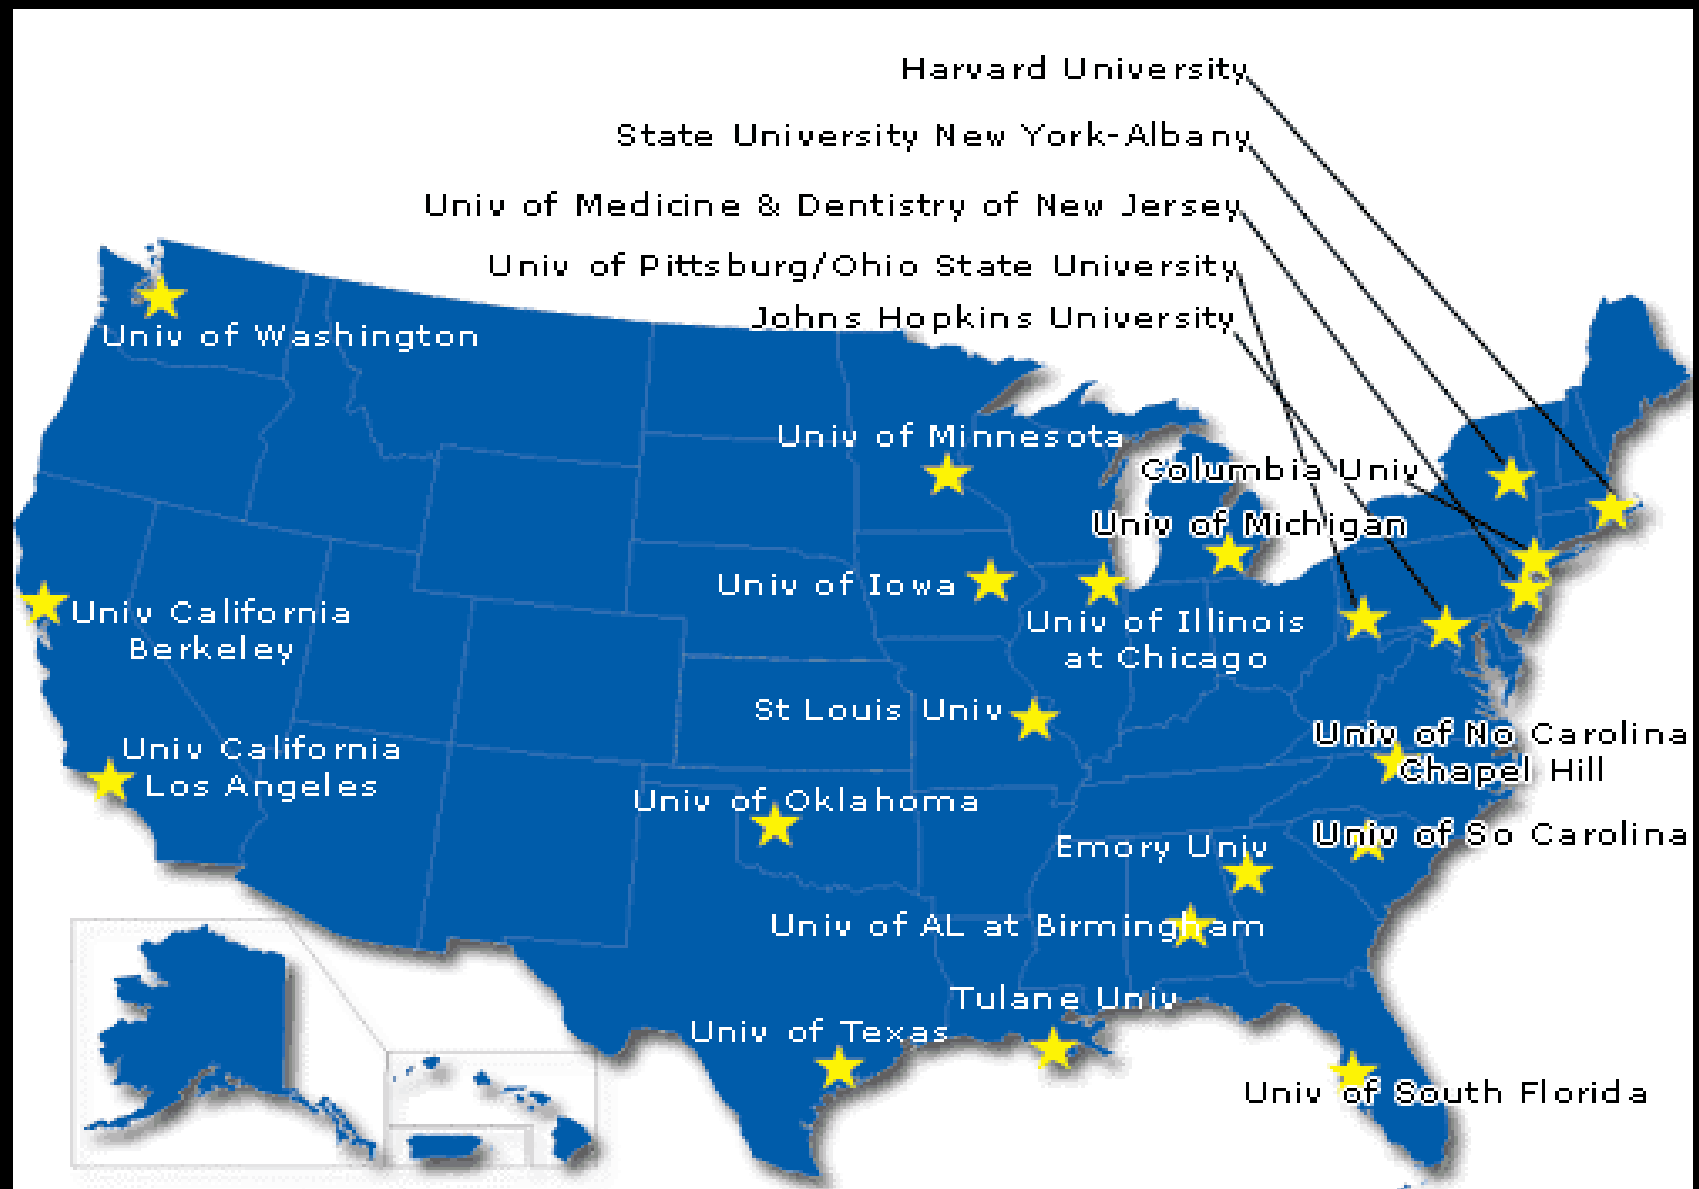 Harvard University
State University New York-Albany
Univ of Medicine & Dentistry of New Jersey
Univ of Pittsburg/Ohio State University
Johns Hopkins University
Univ of Washington
Univ of Minnesota
Columbia Univ
Univ of Michigan
Univ of Iowa
Univ California
Berkeley
Univ of Illinois
at Chicago
St Louis Univ
Univ of No Carolina
Chapel Hill
Univ California
Los Angeles
Univ of Oklahoma
Emory Univ
Univ of So Carolina
Univ of AL at Birmingham
Tulane Univ
Univ of Texas
Univ of South Florida